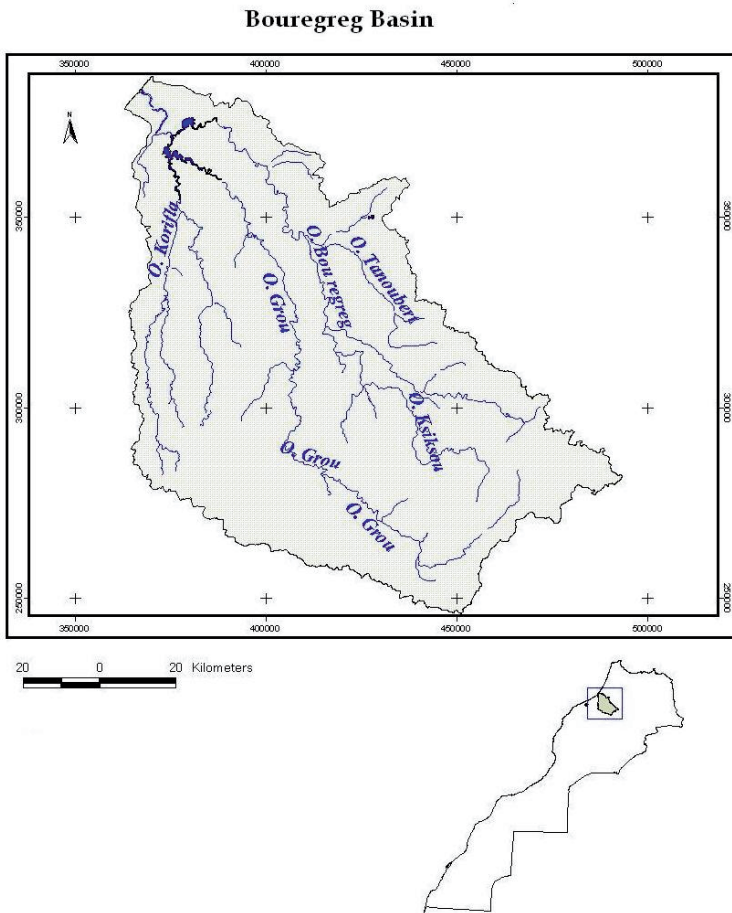 Bouregreg Basin
350000 400000 450000 500000
N
350000 350000
O. Korifla
O. Grou
O. Bou regreg
O. Tanoubert
300000 300000
O. Ksiksou
O. Grou
O. Grou
250000 250000
350000 400000 450000 500000
20 0 20 Kilometers